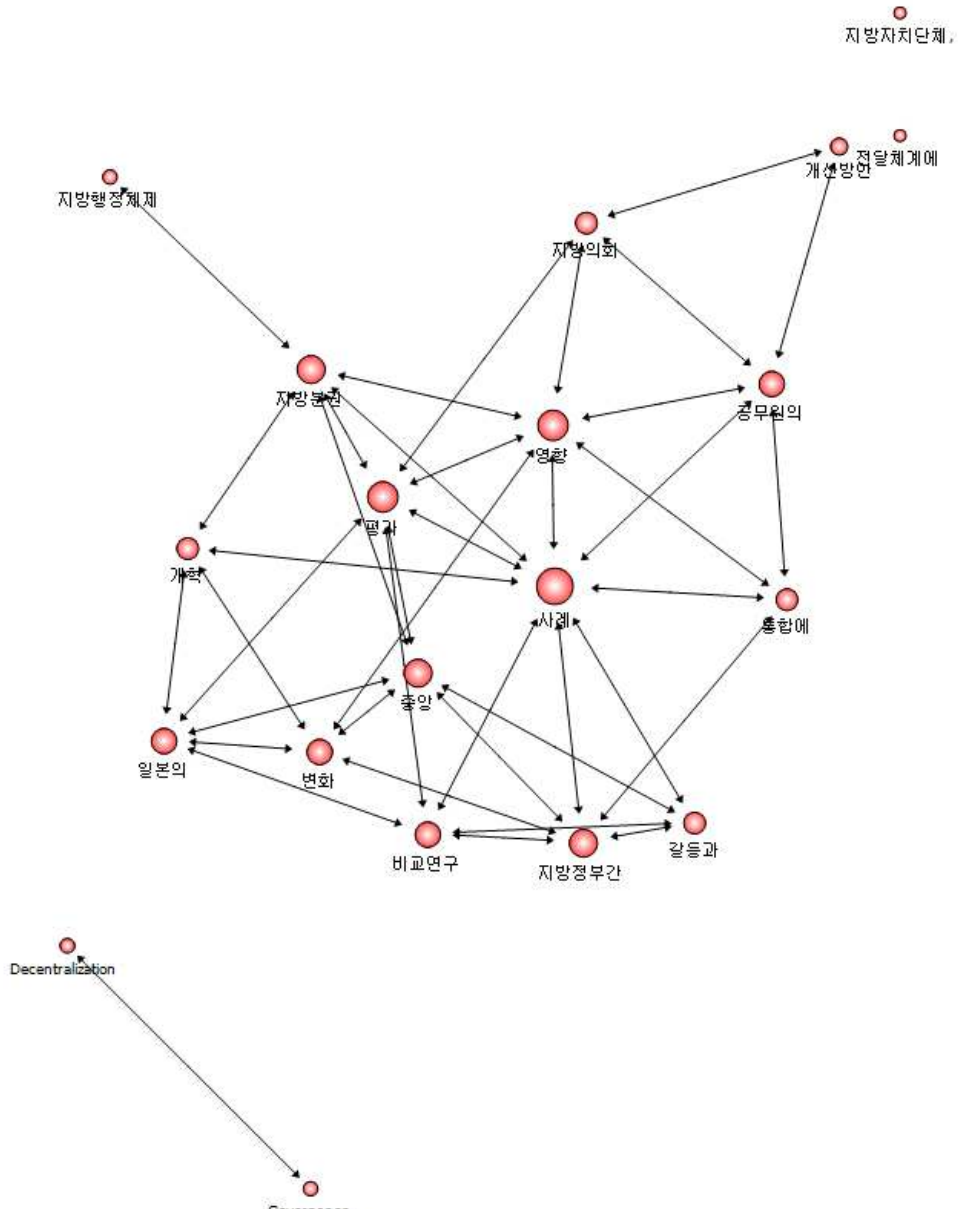 지방자치단체,
전달체계에
개선방안
지방행정체제
지방의회
지방분권
공무원의
영향
평가
개혁
사례
통합에
중앙
일본의
변화
비교연구
지방정부간
갈등과
Decentralization